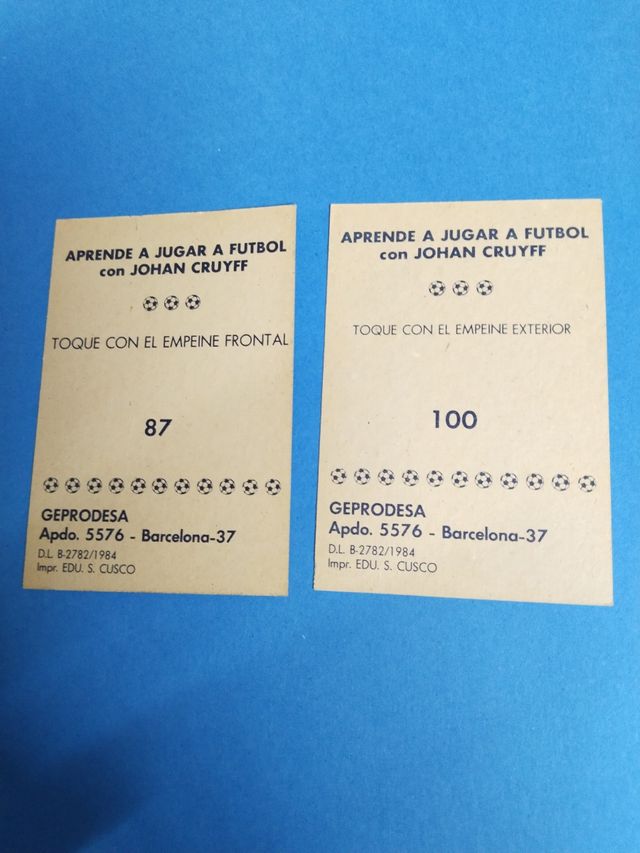 APRENDE A JUGAR A FUTBOL
con JOHAN CRUYFF
TOQUE CON EL EMPEINE FRONTAL
87
GEPRODESA
Apdo. 5576 - Barcelona-37
D.L. B-2782/1984
Impr. EDU. S. CUSCO
APRENDE A JUGAR A FUTBOL
con JOHAN CRUYFF
TOQUE CON EL EMPEINE EXTERIOR
100
GEPRODESA
Apdo. 5576 - Barcelona-37
D.L. B-2782/1984
Impr. EDU. S. CUSCO